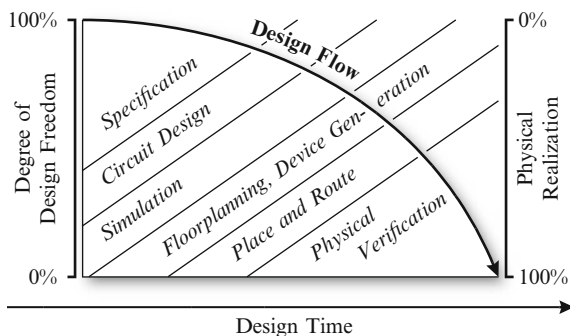 100%
0%
Degree of
Design Freedom
Specification
Circuit Design
Simulation
Floorplanning, Device Gen-eration
Place and Route
Physical
Verification
Design Flow
0%
100%
Physical
Realization
Design Time